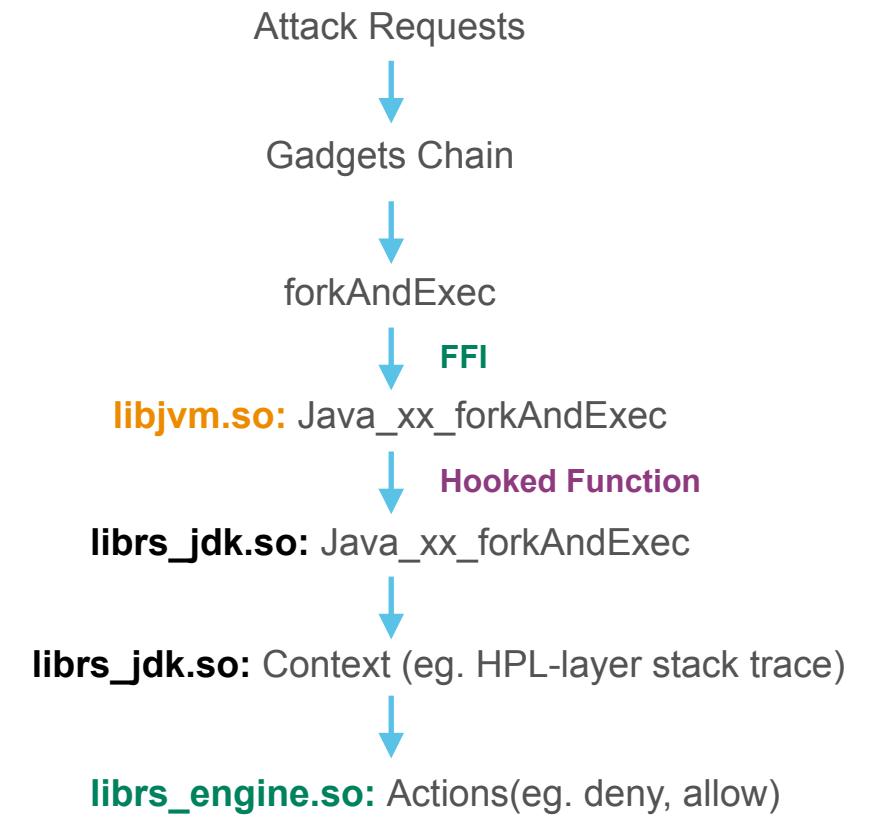 Attack Requests
Gadgets Chain
forkAndExec
FFI
libjvm.so: Java_xx_forkAndExec
Hooked Function
librs_jdk.so: Java_xx_forkAndExec
librs_jdk.so: Context (eg. HPL-layer stack trace)
librs_engine.so: Actions(eg. deny, allow)